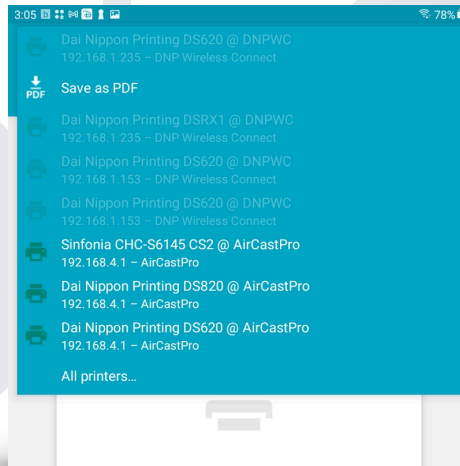 3:05
78%
Dai Nippon Printing DS620 @ DNPWC
192.168.1.235 – DNP Wireless Connect
PDF
Save as PDF
Dai Nippon Printing DSRX1 @ DNPWC
192.168.1.235 – DNP Wireless Connect
Dai Nippon Printing DS620 @ DNPWC
192.168.1.153 – DNP Wireless Connect
Dai Nippon Printing DS620 @ DNPWC
192.168.1.153 – DNP Wireless Connect
Sinfonia CHC-S6145 CS2 @ AirCastPro
192.168.4.1 – AirCastPro
Dai Nippon Printing DS820 @ AirCastPro
192.168.4.1 – AirCastPro
Dai Nippon Printing DS620 @ AirCastPro
192.168.4.1 – AirCastPro
All printers...